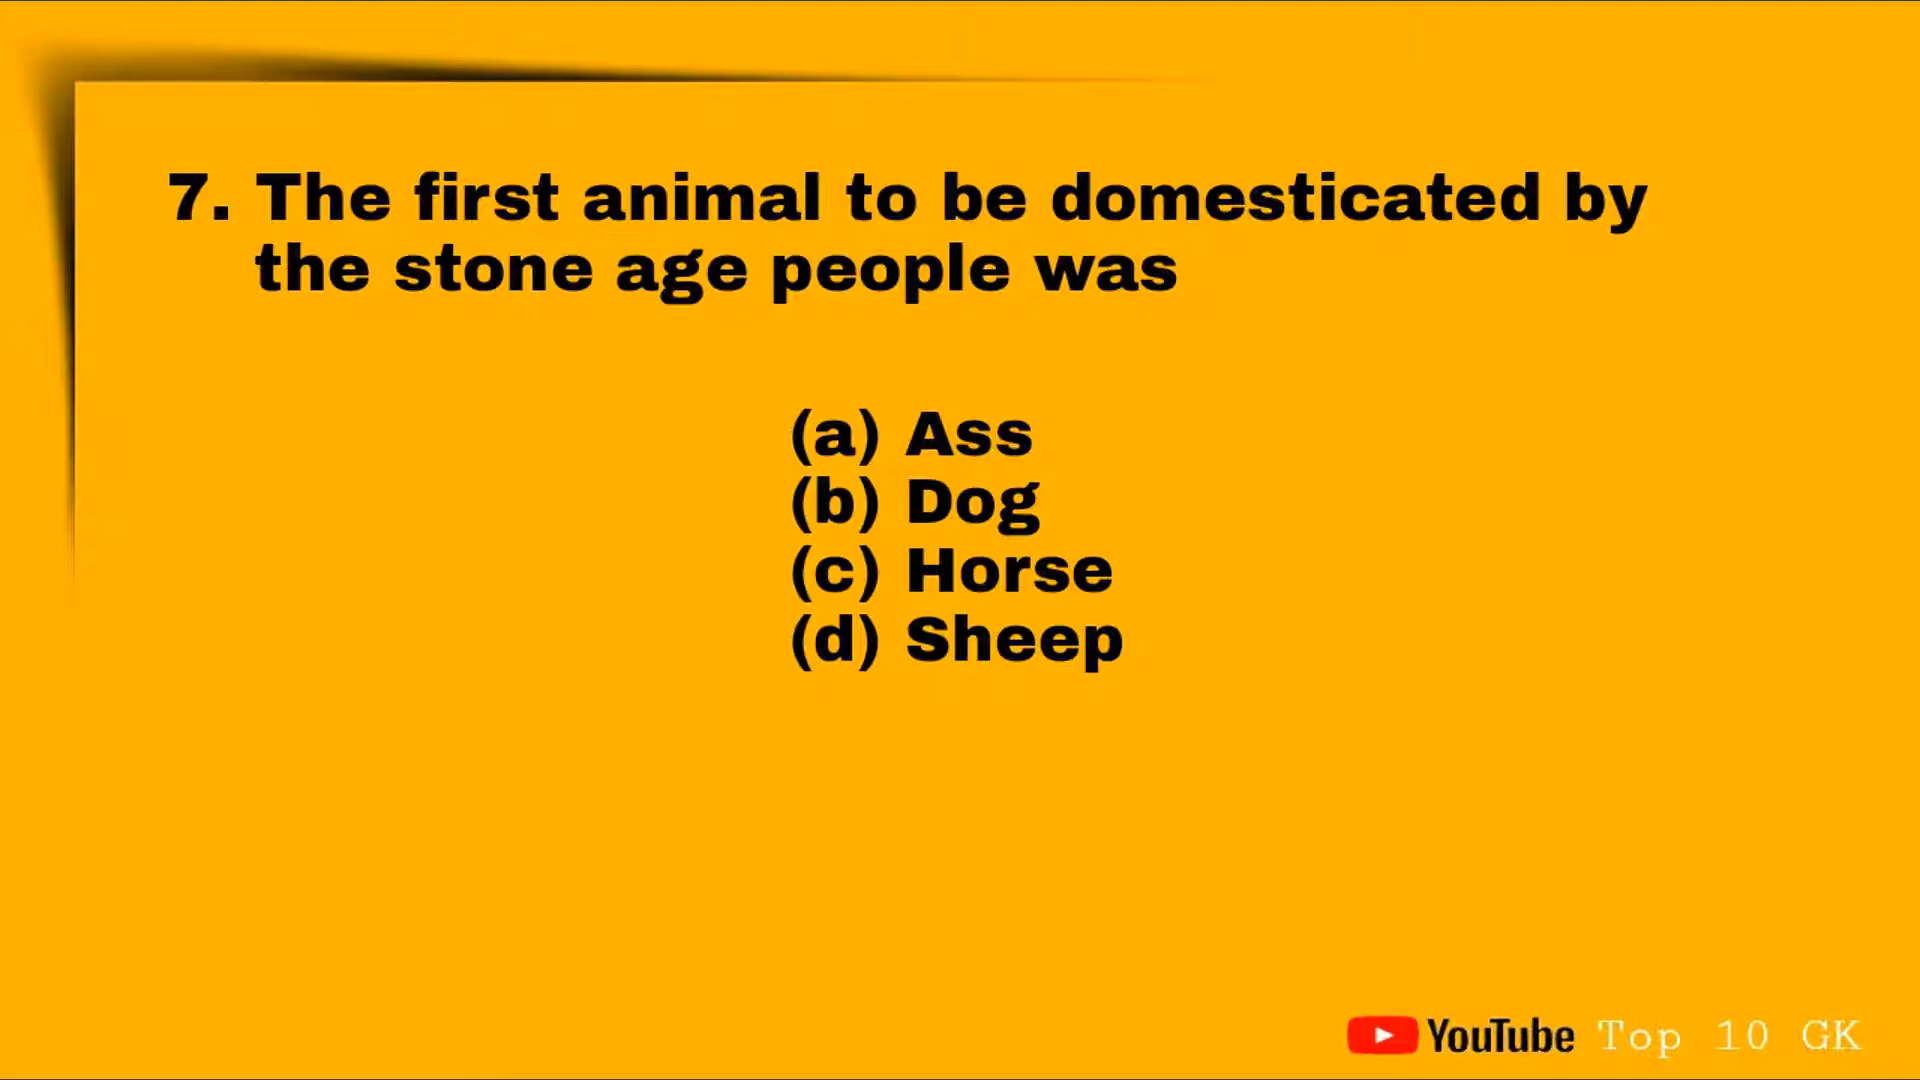 7. The first animal to be domesticated by
the stone age people was
(a) Ass
(b) Dog
(c) Horse
(d) Sheep
YouTube Top 10 GK